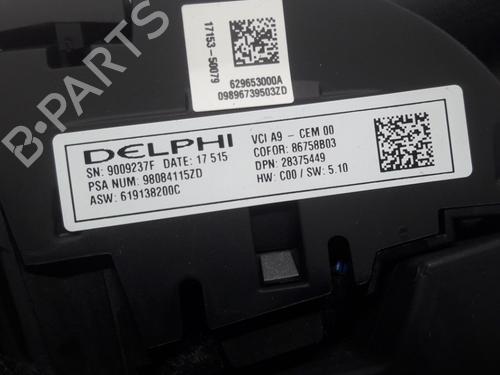 B-PARTS
17153-50079
629653000A
09896739503ZD
DELPHI
SN: 9009237F DATE: 17 515
PSA NUM: 98084115ZD
ASW: 619138200C
VCI A9 - CEM 00
COFOR: 86758B03
DPN: 28375449
HW: C00 / SW: 5.10